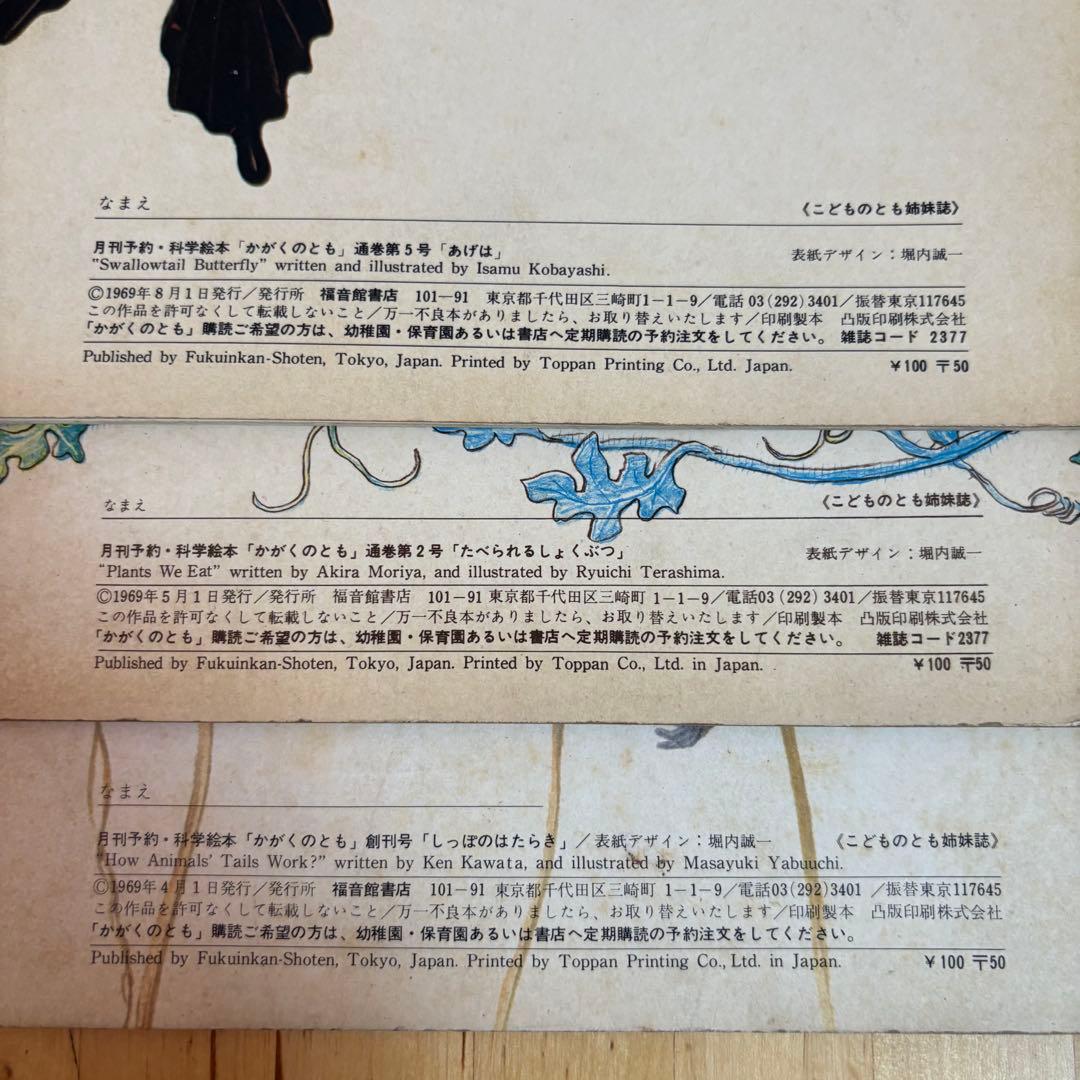 なまえ
《こどものとも姉妹誌》
月刊予約・科学絵本「かがくのとも」通巻第5号「あげは」 表紙デザイン：堀内誠一
"Swallowtail Butterfly" written and illustrated by Isamu Kobayashi.
©1969年8月1日発行／発行所 福音館書店 101−91 東京都千代田区三崎町1−1−9／電話03(292)3401／振替東京117645
この作品を許可なくして転載しないこと／万一不良本がありましたら、お取り替えいたします／印刷製本 凸版印刷株式会社
「かがくのとも」購読ご希望の方は、幼稚園・保育園あるいは書店へ定期購読の予約注文をしてください。 雑誌コード 2377
Published by Fukuinkan-Shoten, Tokyo, Japan. Printed by Toppan Printing Co., Ltd. Japan. ¥100 〒50
なまえ
《こどものとも姉妹誌》
月刊予約・科学絵本「かがくのとも」通巻第2号「たべられるしょくぶつ」 表紙デザイン：堀内誠一
"Plants We Eat" written by Akira Moriya, and illustrated by Ryuichi Terashima.
©1969年5月1日発行／発行所 福音館書店 101−91 東京都千代田区三崎町 1−1−9／電話03(292)3401／振替東京117645
この作品を許可なくして転載しないこと／万一不良本がありましたら、お取り替えいたします／印刷製本 凸版印刷株式会社
「かがくのとも」購読ご希望の方は、幼稚園・保育園あるいは書店へ定期購読の予約注文をしてください。 雑誌コード2377
Published by Fukuinkan-Shoten, Tokyo, Japan. Printed by Toppan Co., Ltd. in Japan. ¥100 〒50
なまえ
月刊予約・科学絵本「かがくのとも」創刊号「しっぽのはたらき」／表紙デザイン：堀内誠一 《こどものとも姉妹誌》
"How Animals' Tails Work?" written by Ken Kawata, and illustrated by Masayuki Yabuuchi.
©1969年4月1日発行／発行所 福音館書店 101−91 東京都千代田区三崎町 1−1−9／電話03(292)3401 ／振替東京117645
この作品を許可なくして転載しないこと／万一不良本がありましたら、お取り替えいたします／印刷製本 凸版印刷株式会社
「かがくのとも」購読ご希望の方は、幼稚園・保育園あるいは書店へ定期購読の予約注文をしてください。
Published by Fukuinkan-Shoten, Tokyo, Japan. Printed by Toppan Printing Co., Ltd. in Japan. ¥100 〒50